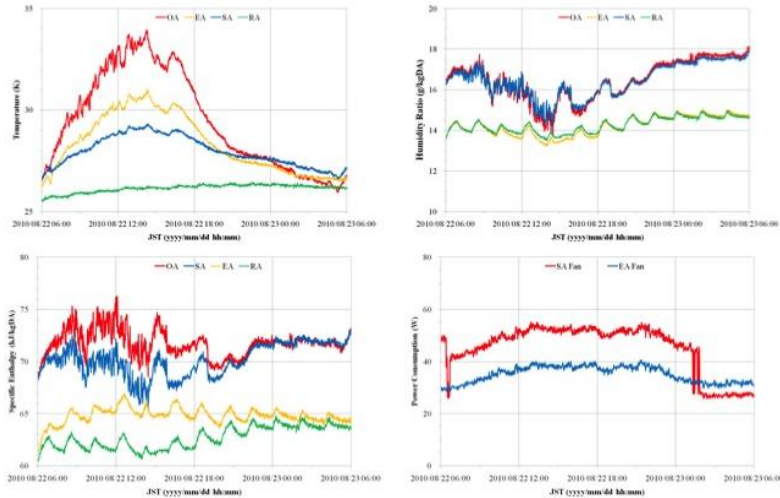 OA EA SA RA
35
30
25
Temperature (K)
2010/08/22 06:00 2010/08/22 12:00 2010/08/22 18:00 2010/08/23 00:00 2010/08/23 06:00
JST (yyyy/mm/dd hh:mm)
OA EA SA RA
20
18
16
14
12
10
Humidity Ratio (g/kgDA)
2010/08/22 06:00 2010/08/22 12:00 2010/08/22 18:00 2010/08/23 00:00 2010/08/23 06:00
JST (yyyy/mm/dd hh:mm)
OA SA EA RA
80
75
70
65
60
Specific Enthalpy (kJ/kgDA)
2010/08/22 06:00 2010/08/22 12:00 2010/08/22 18:00 2010/08/23 00:00 2010/08/23 06:00
JST (yyyy/mm/dd hh:mm)
SA Fan EA Fan
80
60
40
20
0
Power Consumption (W)
2010/08/22 06:00 2010/08/22 12:00 2010/08/22 18:00 2010/08/23 00:00 2010/08/23 06:00
JST (yyyy/mm/dd hh:mm)